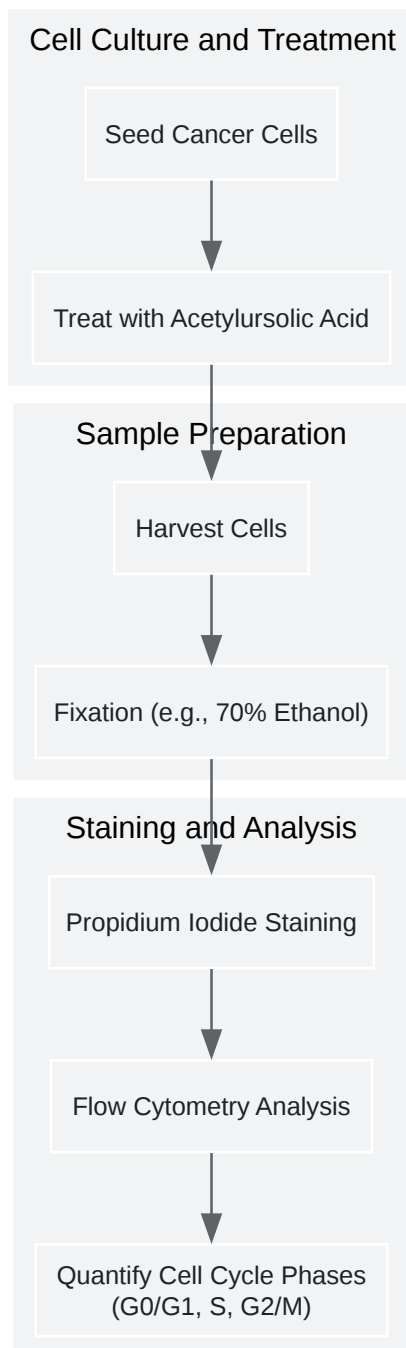 Cell Culture and Treatment
Seed Cancer Cells
Treat with Acetylursolic Acid
Sample Preparation
Harvest Cells
Fixation (e.g., 70% Ethanol)
Staining and Analysis
Propidium Iodide Staining
Flow Cytometry Analysis
Quantify Cell Cycle Phases
(G0/G1, S, G2/M)